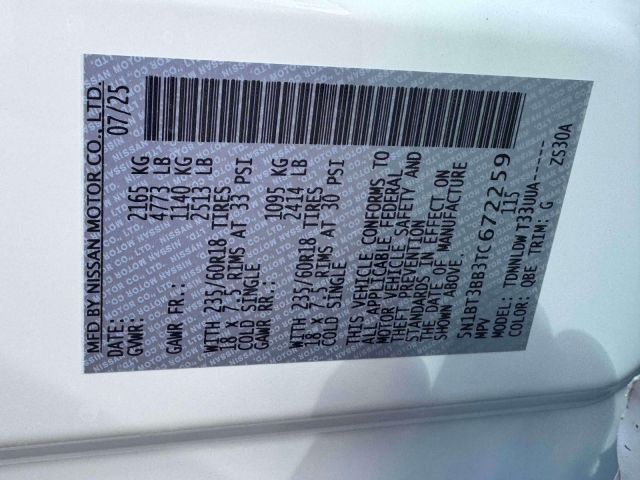 MFD BY NISSAN MOTOR CO., LTD.
DATE: 07/25
GVWR: 2165 KG
4773 LB
GAWR FR.: 1140 KG
2513 LB
WITH 235/60R18 TIRES
18 X 7.5 RIMS AT 33 PSI
COLD SINGLE
GAWR RR.: 1095 KG
2414 LB
WITH 235/60R18 TIRES
18 X 7.5 RIMS AT 30 PSI
COLD SINGLE
THIS VEHICLE CONFORMS TO
ALL APPLICABLE FEDERAL
MOTOR VEHICLE SAFETY AND
THEFT PREVENTION
STANDARDS IN EFFECT ON
THE DATE OF MANUFACTURE
SHOWN ABOVE.
5N1BT3BB3TC672259
MPV 115
MODEL: TDNNLDWT33UUA------
COLOR: QBE TRIM: G ZS30A